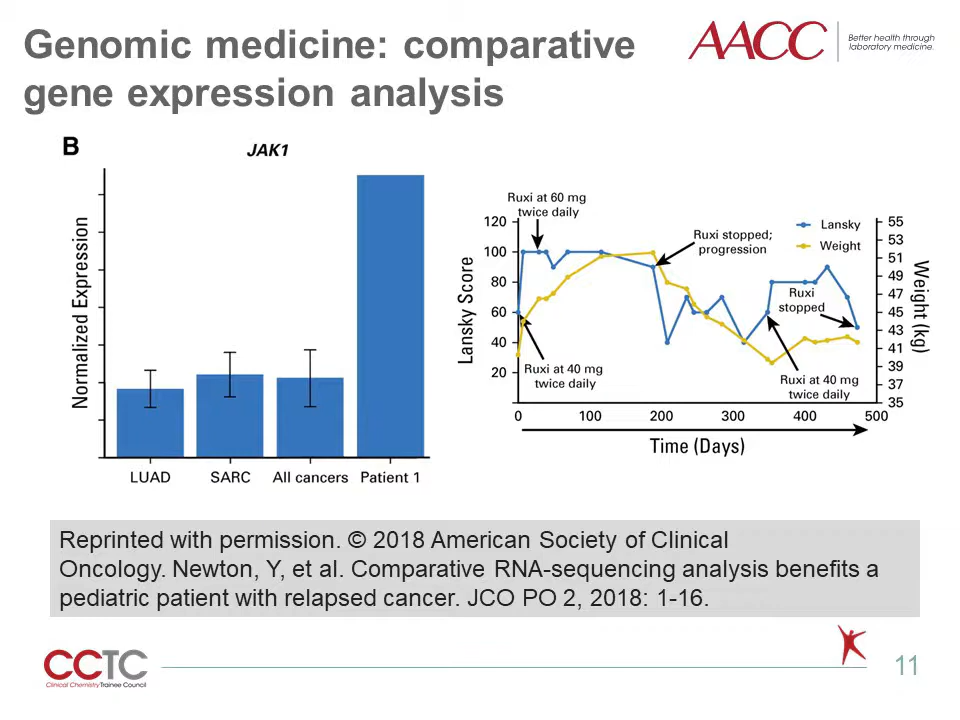 Genomic medicine: comparative
gene expression analysis
AACC
Better health through
laboratory medicine.
B
JAK1
Normalized Expression
LUAD
SARC
All cancers
Patient 1
Ruxi at 60 mg
twice daily
Ruxi stopped;
progression
Lansky
Weight
Ruxi
stopped
Ruxi at 40 mg
twice daily
Ruxi at 40 mg
twice daily
Lansky Score
120
100
80
60
40
20
Weight (kg)
55
53
51
49
47
45
43
41
39
37
35
0
100
200
300
400
500
Time (Days)
Reprinted with permission. © 2018 American Society of Clinical
Oncology. Newton, Y, et al. Comparative RNA-sequencing analysis benefits a
pediatric patient with relapsed cancer. JCO PO 2, 2018: 1-16.
CCTC
Clinical Chemistry Trainee Council
11